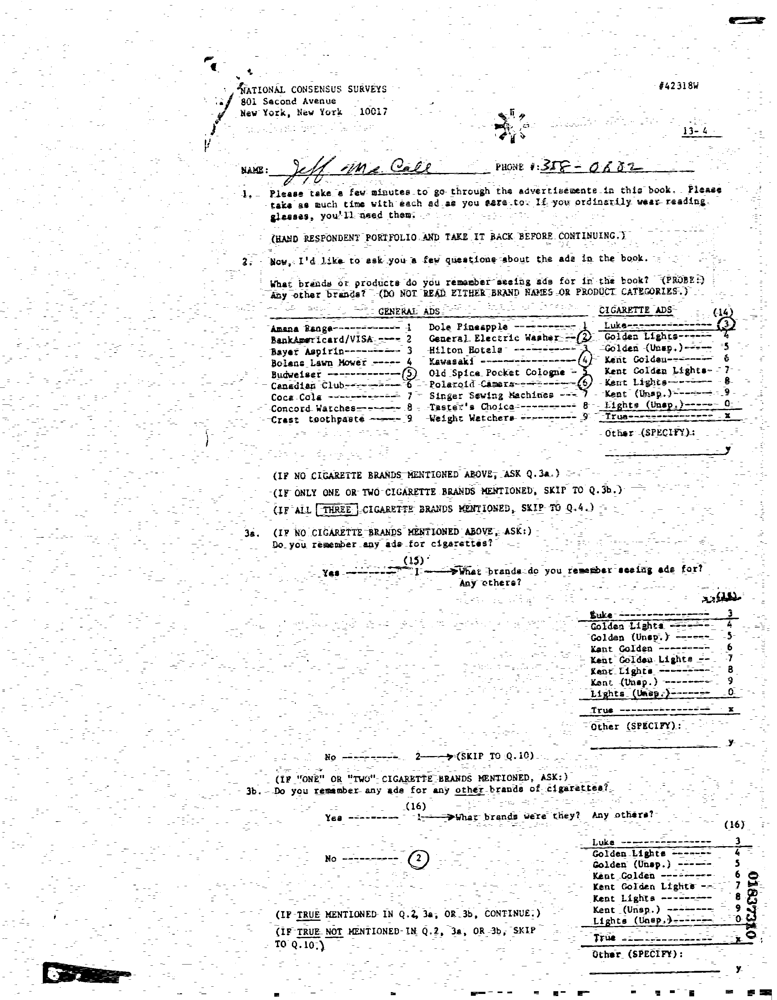 #42318W
NATIONAL CONSENSUS SURVEYS
801 Second Avenue
New York, New York 10017
13-4
NAME: Jeff McCall PHONE #: 358-0682
1. Please take a few minutes to go through the advertisements in this book. Please
take as much time with each ad as you care to. If you ordinarily wear reading
glasses, you'll need them.
(HAND RESPONDENT PORTFOLIO AND TAKE IT BACK BEFORE CONTINUING.)
2. Now, I'd like to ask you a few questions about the ads in the book.
What brands or products do you remember seeing ads for in the book? (PROBE:)
Any other brands? (DO NOT READ EITHER BRAND NAMES OR PRODUCT CATEGORIES.)
GENERAL ADS CIGARETTE ADS (14)
Amana Range------------ 1 Dole Pineapple ----------- 1 Luke---------------- 3
BankAmericard/VISA ---- 2 General Electric Washer -- 2 Golden Lights------ 4
Bayer Aspirin---------- 3 Hilton Hotels ----------- 3 Golden (Unsp.)----- 5
Bolens Lawn Mower ----- 4 Kawasaki ---------------- 4 Kent Golden------- 6
Budweiser ------------- 5 Old Spice Pocket Cologne - 5 Kent Golden Lights- 7
Canadian Club---------- 6 Polaroid Camera---------- 6 Kent Lights-------- 8
Coca Cola ------------- 7 Singer Sewing Machines --- 7 Kent (Unsp.)------- 9
Concord Watches-------- 8 Taster's Choice---------- 8 Lights (Unsp.)----- 0
Crest toothpaste ------ 9 Weight Watchers ---------- 9 True--------------- x
Other (SPECIFY):
y
(IF NO CIGARETTE BRANDS MENTIONED ABOVE, ASK Q.3a.)
(IF ONLY ONE OR TWO CIGARETTE BRANDS MENTIONED, SKIP TO Q.3b.)
(IF ALL THREE CIGARETTE BRANDS MENTIONED, SKIP TO Q.4.)
3a. (IF NO CIGARETTE BRANDS MENTIONED ABOVE, ASK:)
Do you remember any ads for cigarettes?
(15)
Yes --------- 1 What brands do you remember seeing ads for?
Any others?
Luke ---------------- 3
Golden Lights ------- 4
Golden (Unsp.) ------ 5
Kent Golden --------- 6
Kent Golden Lights -- 7
Kent Lights --------- 8
Kent (Unsp.) -------- 9
Lights (Unsp.)------- 0
True ---------------- x
Other (SPECIFY):
y
No ---------- 2 (SKIP TO Q.10)
(IF "ONE" OR "TWO" CIGARETTE BRANDS MENTIONED, ASK:)
3b. Do you remember any ads for any other brands of cigarettes?
(16)
Yes --------- 1 What brands were they? Any others?
(16)
Luke ---------------- 3
No ---------- 2
Golden Lights ------- 4
Golden (Unsp.) ------ 5
Kent Golden --------- 6
Kent Golden Lights -- 7
Kent Lights --------- 8
Kent (Unsp.) -------- 9
Lights (Unsp.)------- 0
True ---------------- x
Other (SPECIFY):
y
(IF TRUE MENTIONED IN Q.2, 3a, OR 3b, CONTINUE.)
(IF TRUE NOT MENTIONED IN Q.2, 3a, OR 3b, SKIP
TO Q.10.)
01837310